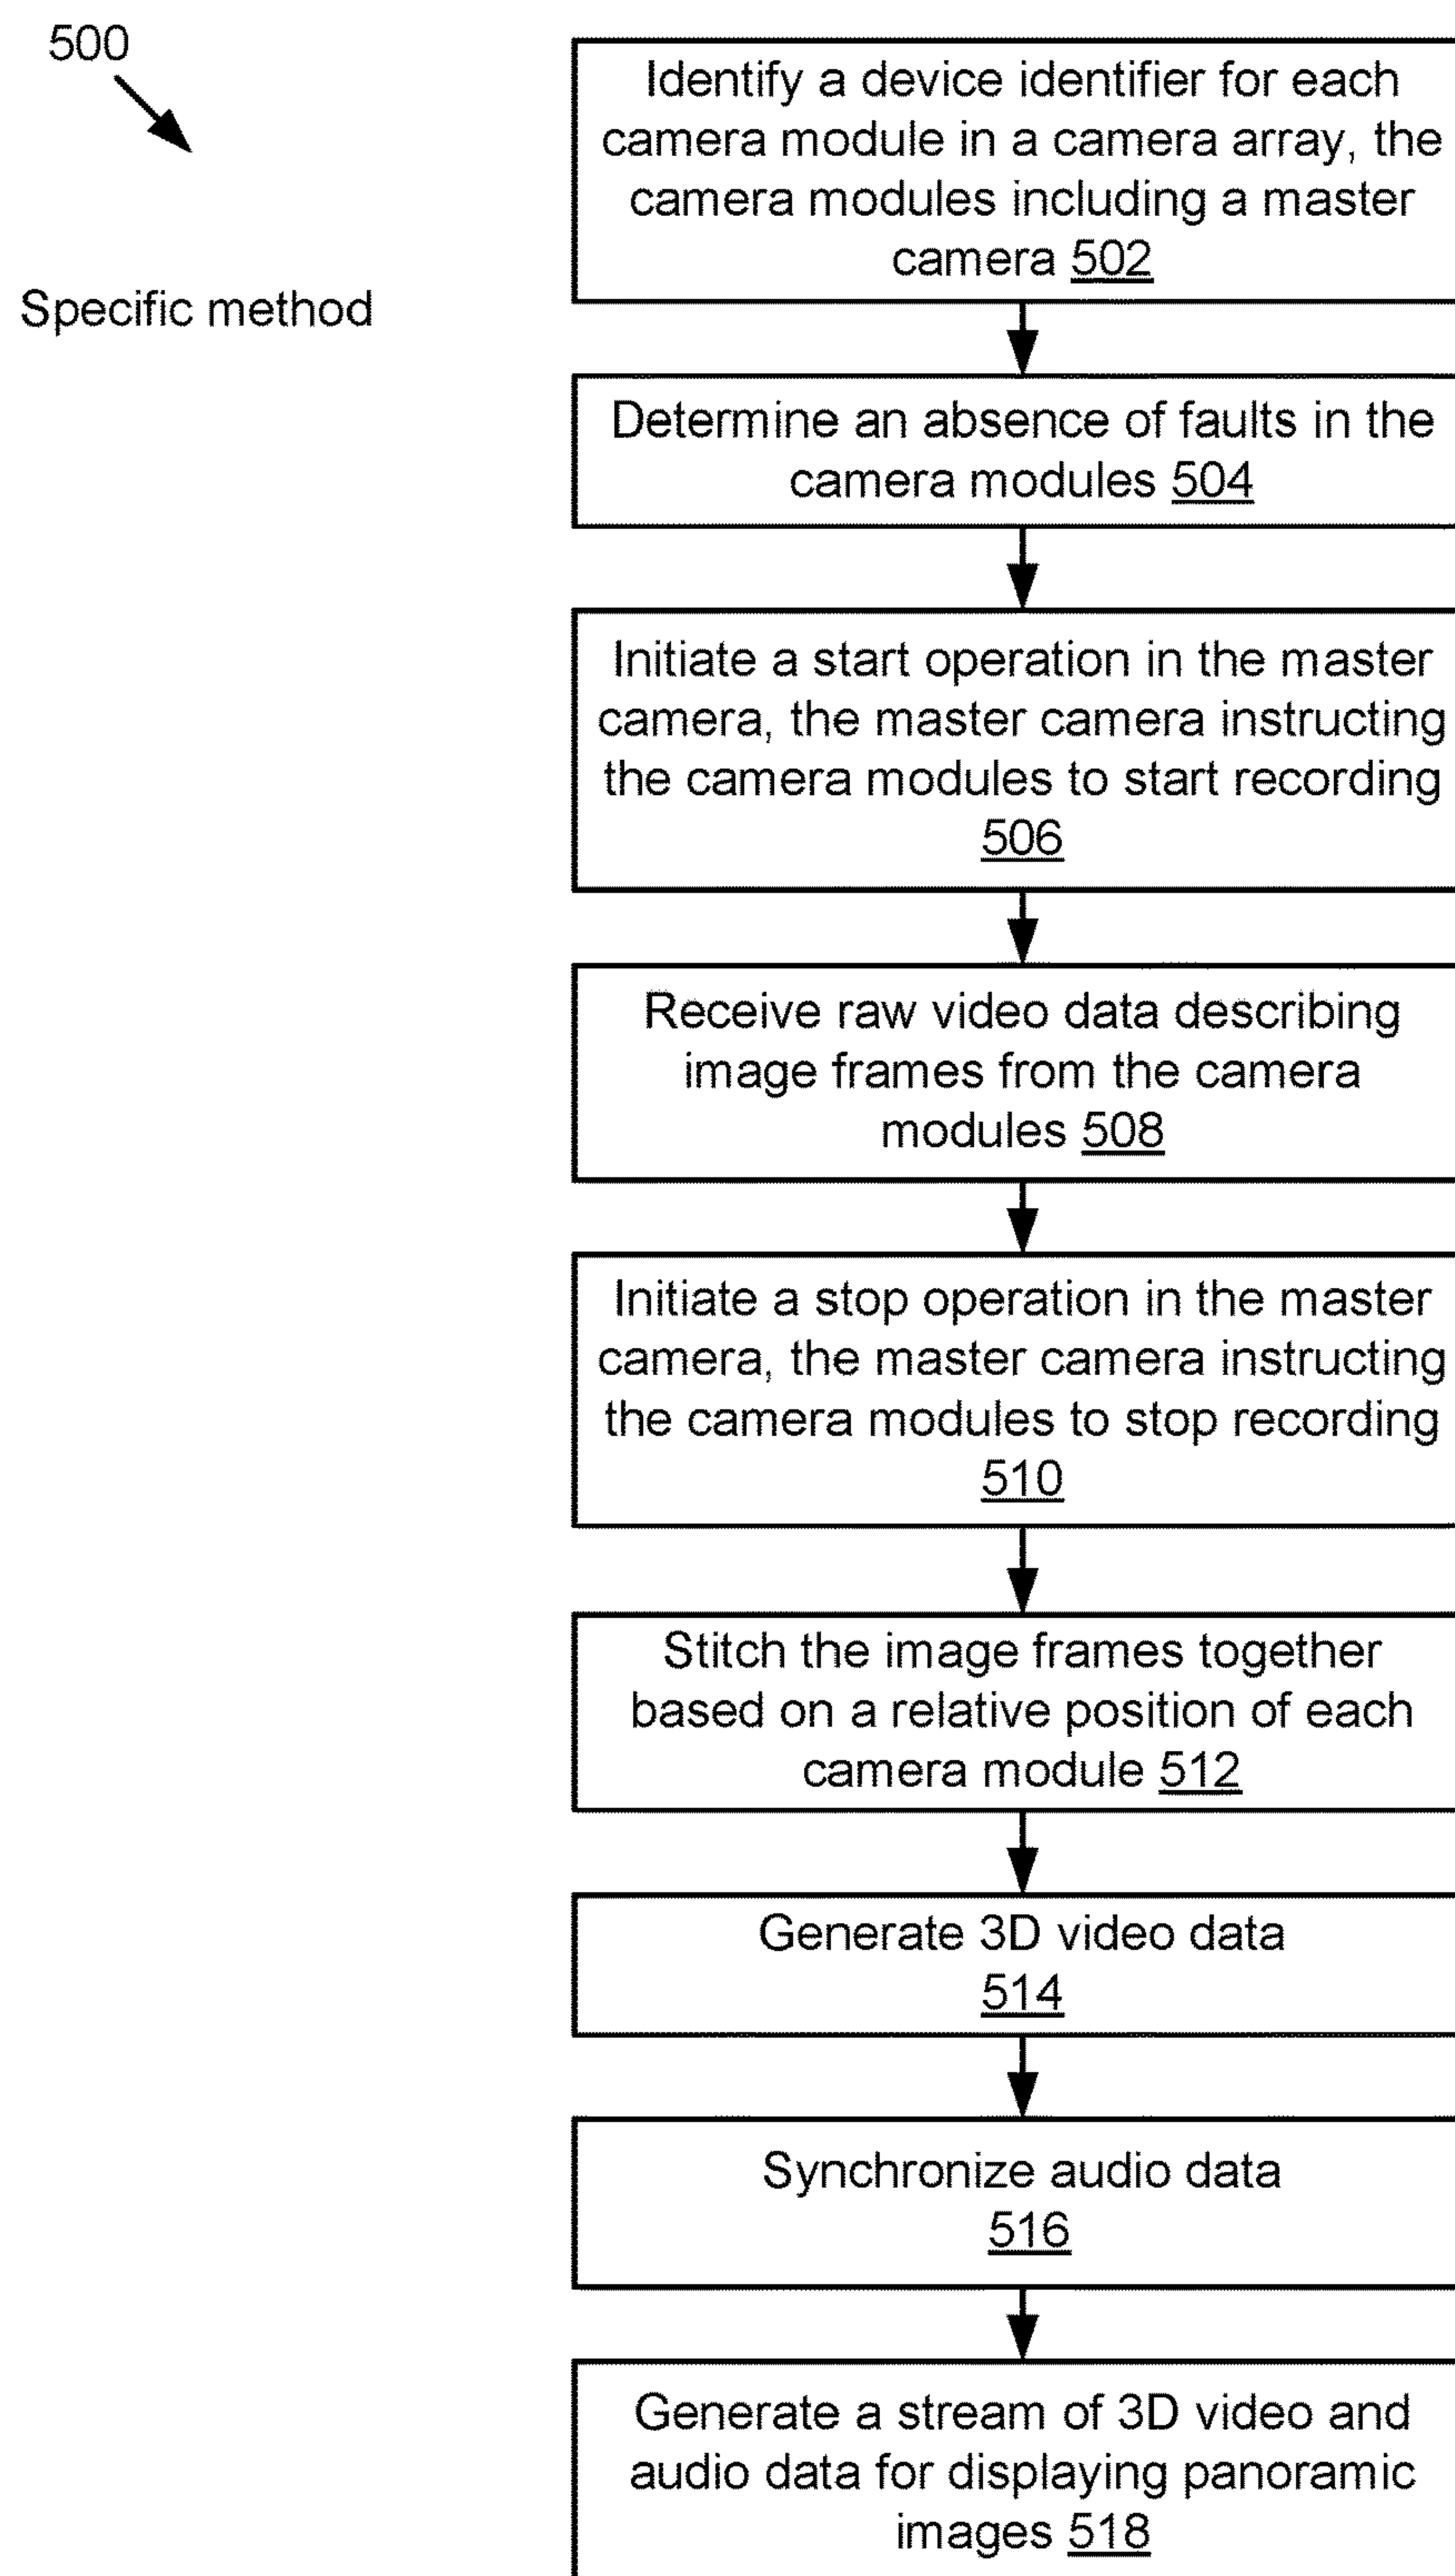 500
Specific method
Identify a device identifier for each
camera module in a camera array, the
camera modules including a master
camera 502
Determine an absence of faults in the
camera modules 504
Initiate a start operation in the master
camera, the master camera instructing
the camera modules to start recording
506
Receive raw video data describing
image frames from the camera
modules 508
Initiate a stop operation in the master
camera, the master camera instructing
the camera modules to stop recording
510
Stitch the image frames together
based on a relative position of each
camera module 512
Generate 3D video data
514
Synchronize audio data
516
Generate a stream of 3D video and
audio data for displaying panoramic
images 518